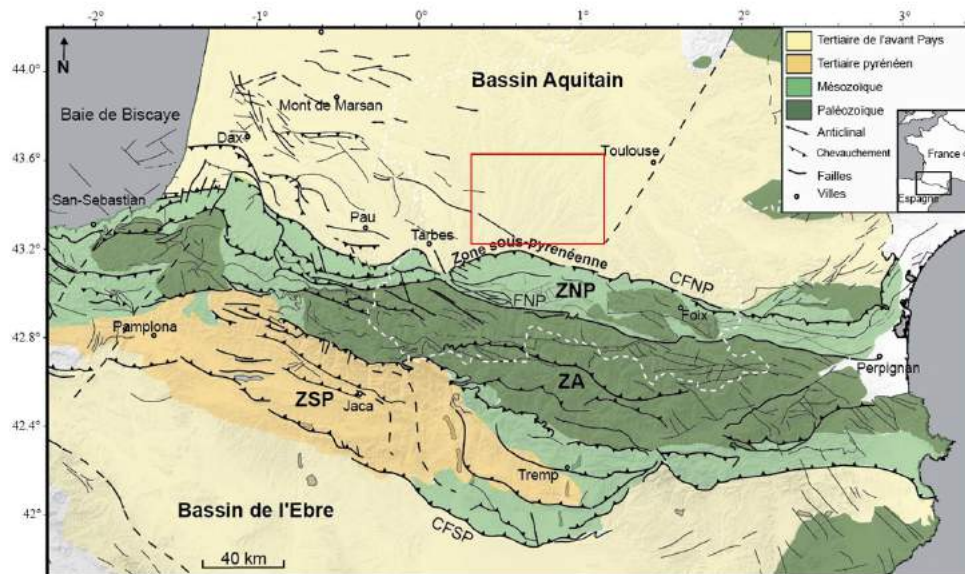 -2°
-1°
0°
1°
2°
3°
44.0°
43.6°
43.2°
42.8°
42.4°
42°
N
Baie de Biscaye
Bassin Aquitain
Mont de Marsan
Dax
Toulouse
San-Sebastian
Pau
Tarbes
Zone sous-pyrenéenne
CFNP
ZNP
FNP
Foix
Pamplona
Perpignan
ZA
ZSP
Jaca
Tremp
Bassin de l'Ebre
CFSP
40 km
Tertiaire de l'avant Pays
Tertiaire pyrénéen
Mésozoïque
Paléozoïque
Anticlinal
Chevauchement
Failles
Villes
France
Espagne